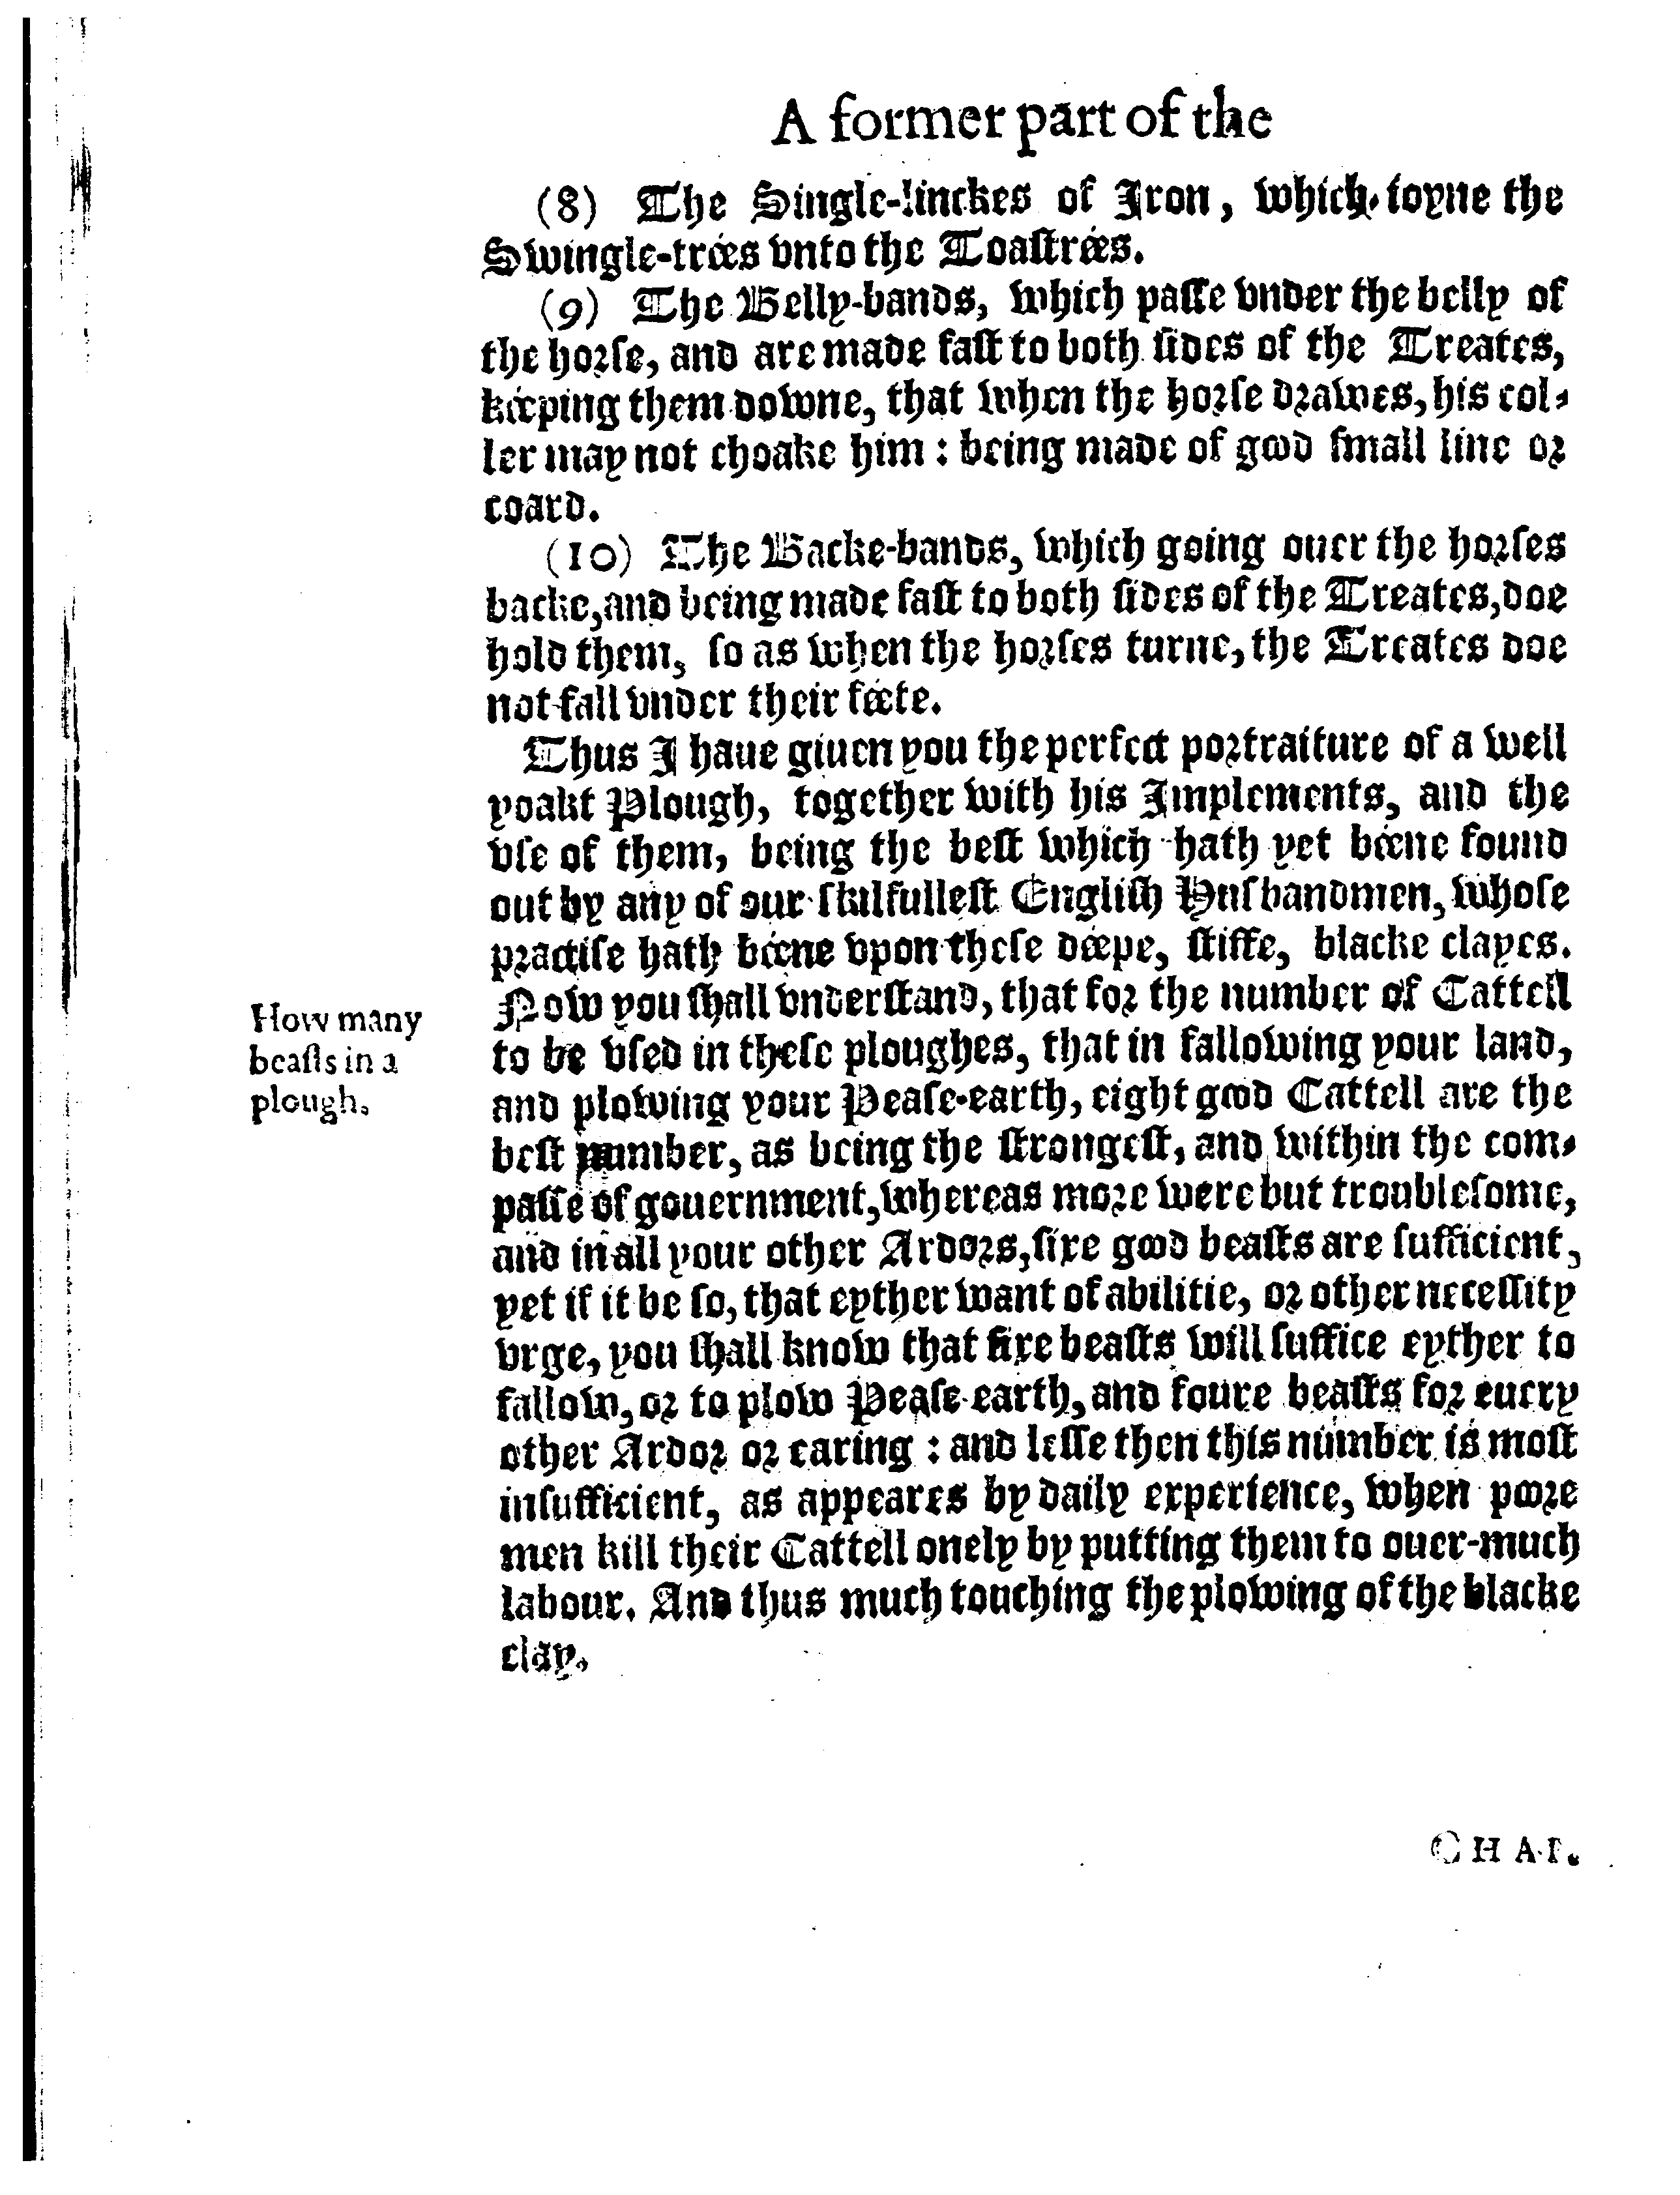 A former part of the
(8) The Single-linckes of Iron, which ioyne the
Swingle-trées vnto the Toastrées.
(9) The Belly-bands, which passe vnder the belly of
the horse, and are made fast to both sides of the Treates,
kéeping them downe, that when the horse drawes, his col-
ler may not choake him : being made of good small line or
coard.
(10) The Backe-bands, which going ouer the horses
backe, and being made fast to both sides of the Treates, doe
hold them, so as when the horses turne, the Treates doe
not fall vnder their féete.
Thus I haue giuen you the perfect portraiture of a well
yoakt Plough, together with his Implements, and the
vse of them, being the best which hath yet béene found
out by any of our skilfullest English Husbandmen, whose
practise hath béene vpon these déepe, stiffe, blacke clayes.
How many
beasts in a
plough.
Now you shall vnderstand, that for the number of Cattell
to be vsed in these ploughes, that in fallowing your land,
and plowing your Pease-earth, eight good Cattell are the
best number, as being the strongest, and within the com-
passe of gouernment, whereas more were but troublesome,
and in all your other Ardors, sixe good beasts are sufficient,
yet if it be so, that eyther want of abilitie, or other necessity
vrge, you shall know that sixe beasts will suffice eyther to
fallow, or to plow Pease-earth, and foure beasts for euery
other Ardor or earing : and lesse then this number is most
insufficient, as appeares by daily experience, when poore
men kill their Cattell onely by putting them to ouer-much
labour. And thus much touching the plowing of the blacke
clay.
CHAP.